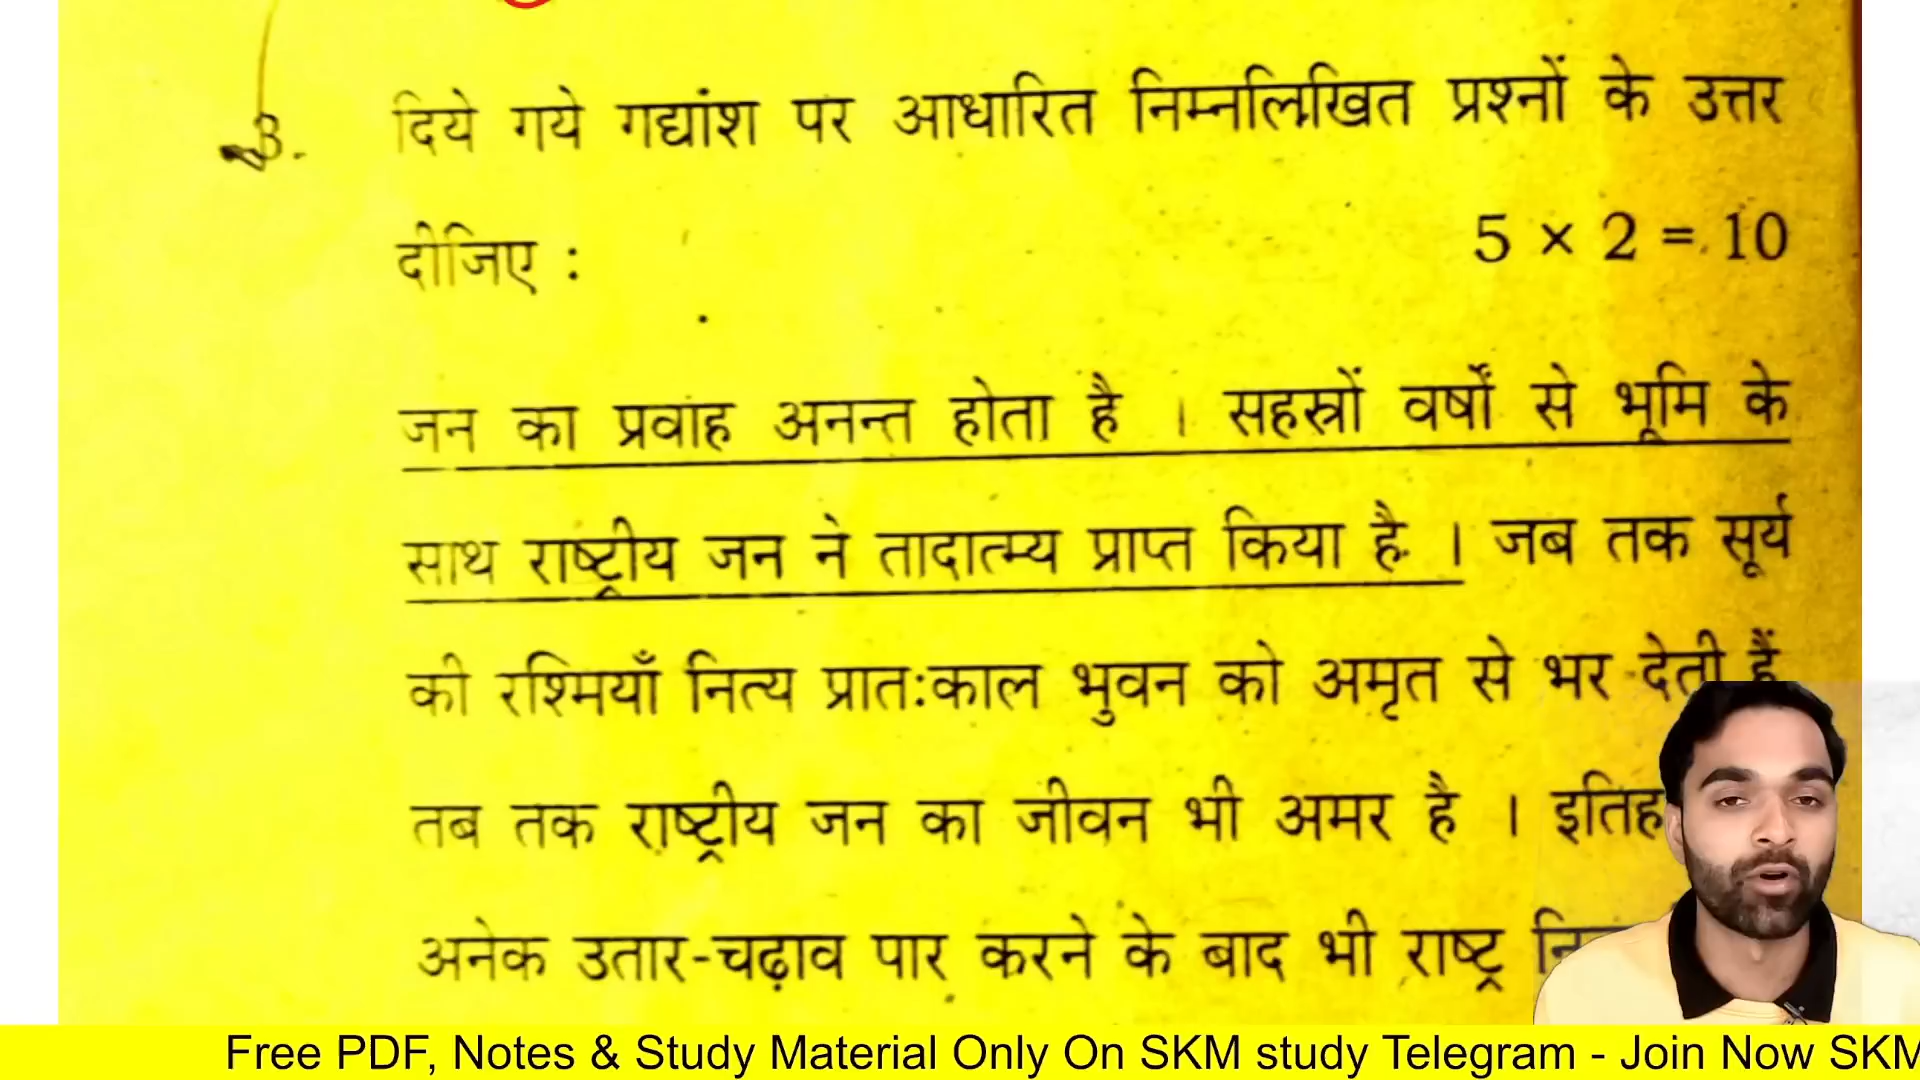 3. दिये गये गद्यांश पर आधारित निम्नलिखित प्रश्नों के उत्तर
दीजिए : 5 × 2 = 10
जन का प्रवाह अनन्त होता है । सहस्रों वर्षों से भूमि के
साथ राष्ट्रीय जन ने तादात्म्य प्राप्त किया है । जब तक सूर्य
की रश्मियाँ नित्य प्रातःकाल भुवन को अमृत से भर देती हैं
तब तक राष्ट्रीय जन का जीवन भी अमर है ।
अनेक उतार-चढ़ाव पार करने के बाद भी राष्ट्र
Free PDF, Notes & Study Material Only On SKM study Telegram - Join Now SKM